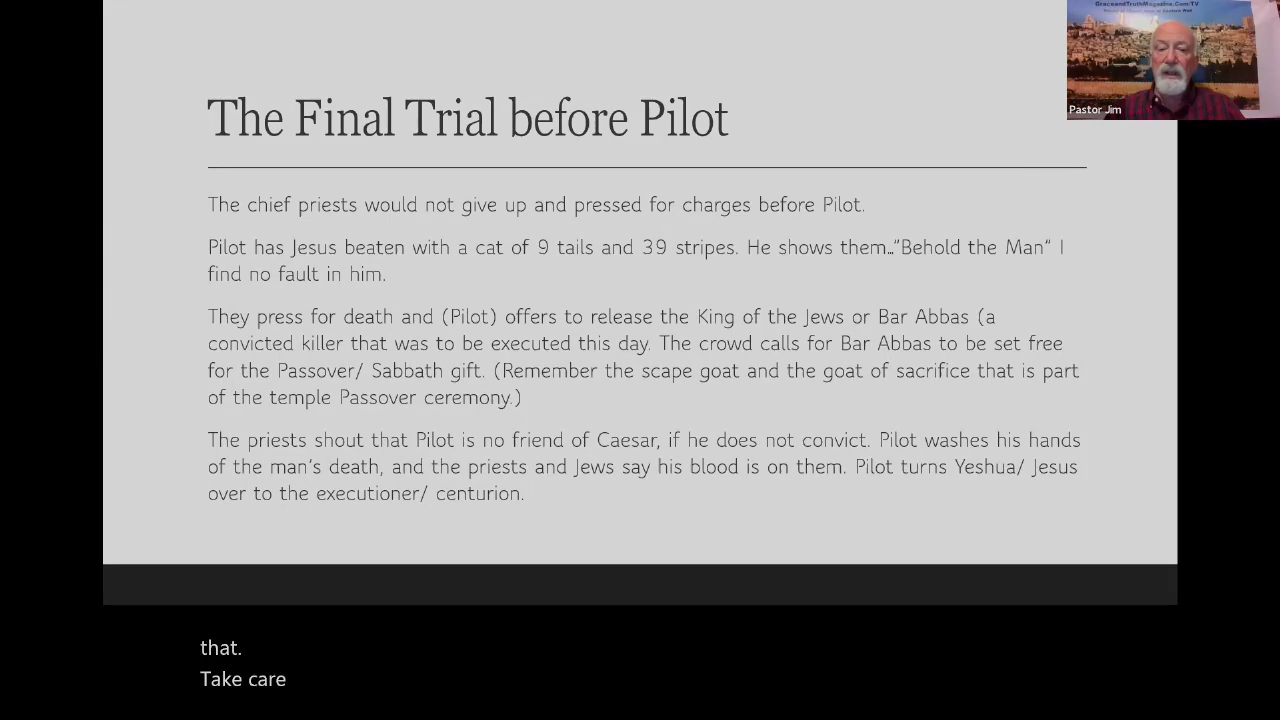 GraceandTruthMagazine.Com:TV
Pastor Jim
The Final Trial before Pilot
The chief priests would not give up and pressed for charges before Pilot.
Pilot has Jesus beaten with a cat of 9 tails and 39 stripes. He shows them…"Behold the Man" I
find no fault in him.
They press for death and (Pilot) offers to release the King of the Jews or Bar Abbas (a
convicted killer that was to be executed this day. The crowd calls for Bar Abbas to be set free
for the Passover/ Sabbath gift. (Remember the scape goat and the goat of sacrifice that is part
of the temple Passover ceremony.)
The priests shout that Pilot is no friend of Caesar, if he does not convict. Pilot washes his hands
of the man's death, and the priests and Jews say his blood is on them. Pilot turns Yeshua/ Jesus
over to the executioner/ centurion.
that.
Take care